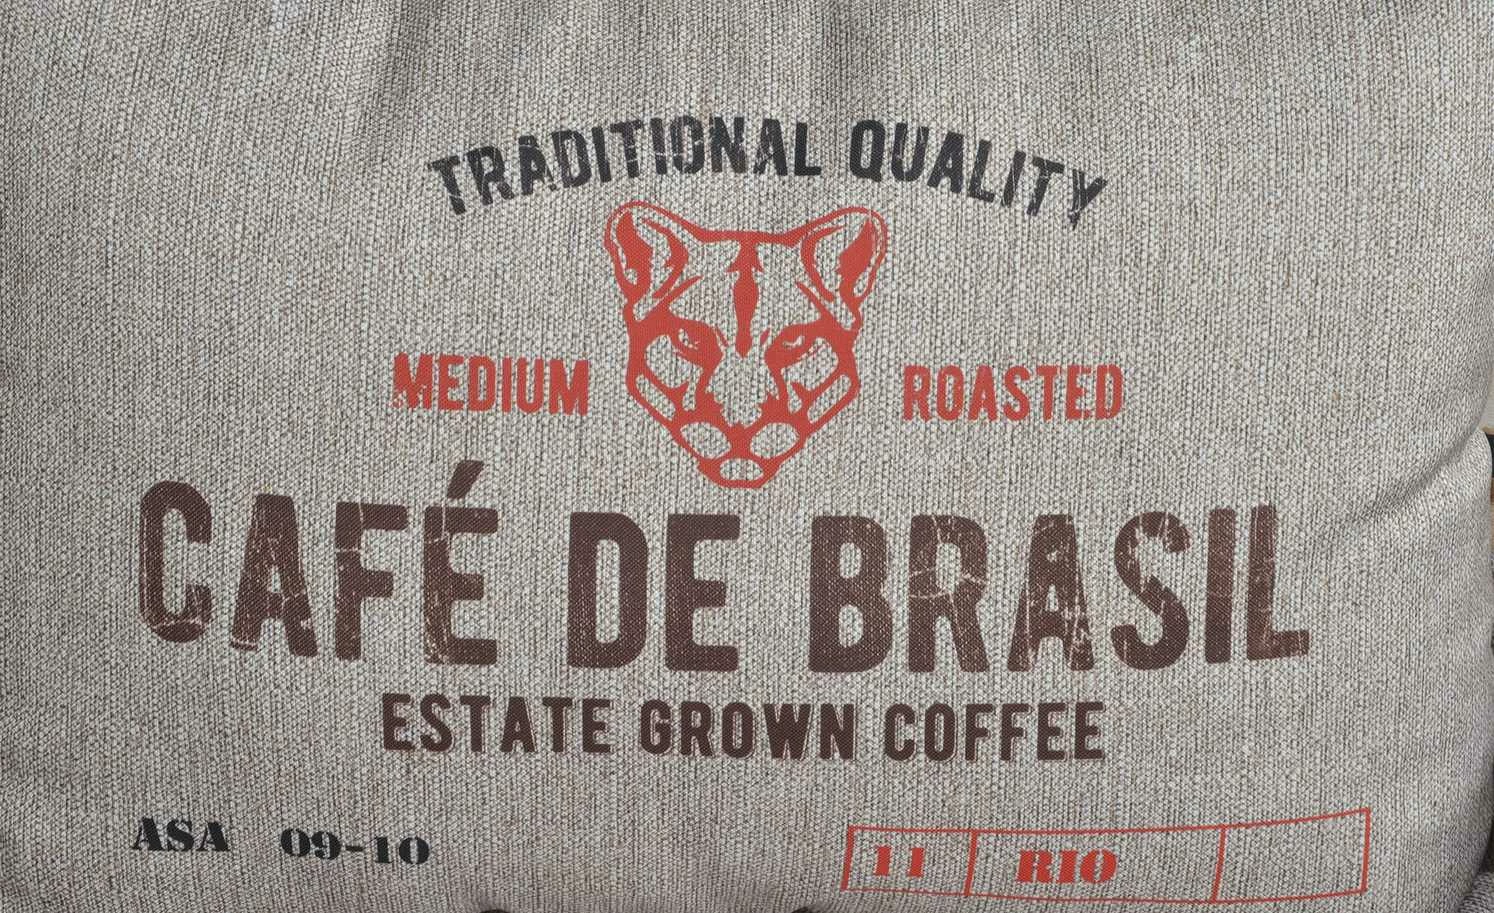 TRADITIONAL QUALITY
MEDIUM ROASTED
CAFÉ DE BRASIL
ESTATE GROWN COFFEE
ASA 09-10
11 RIO